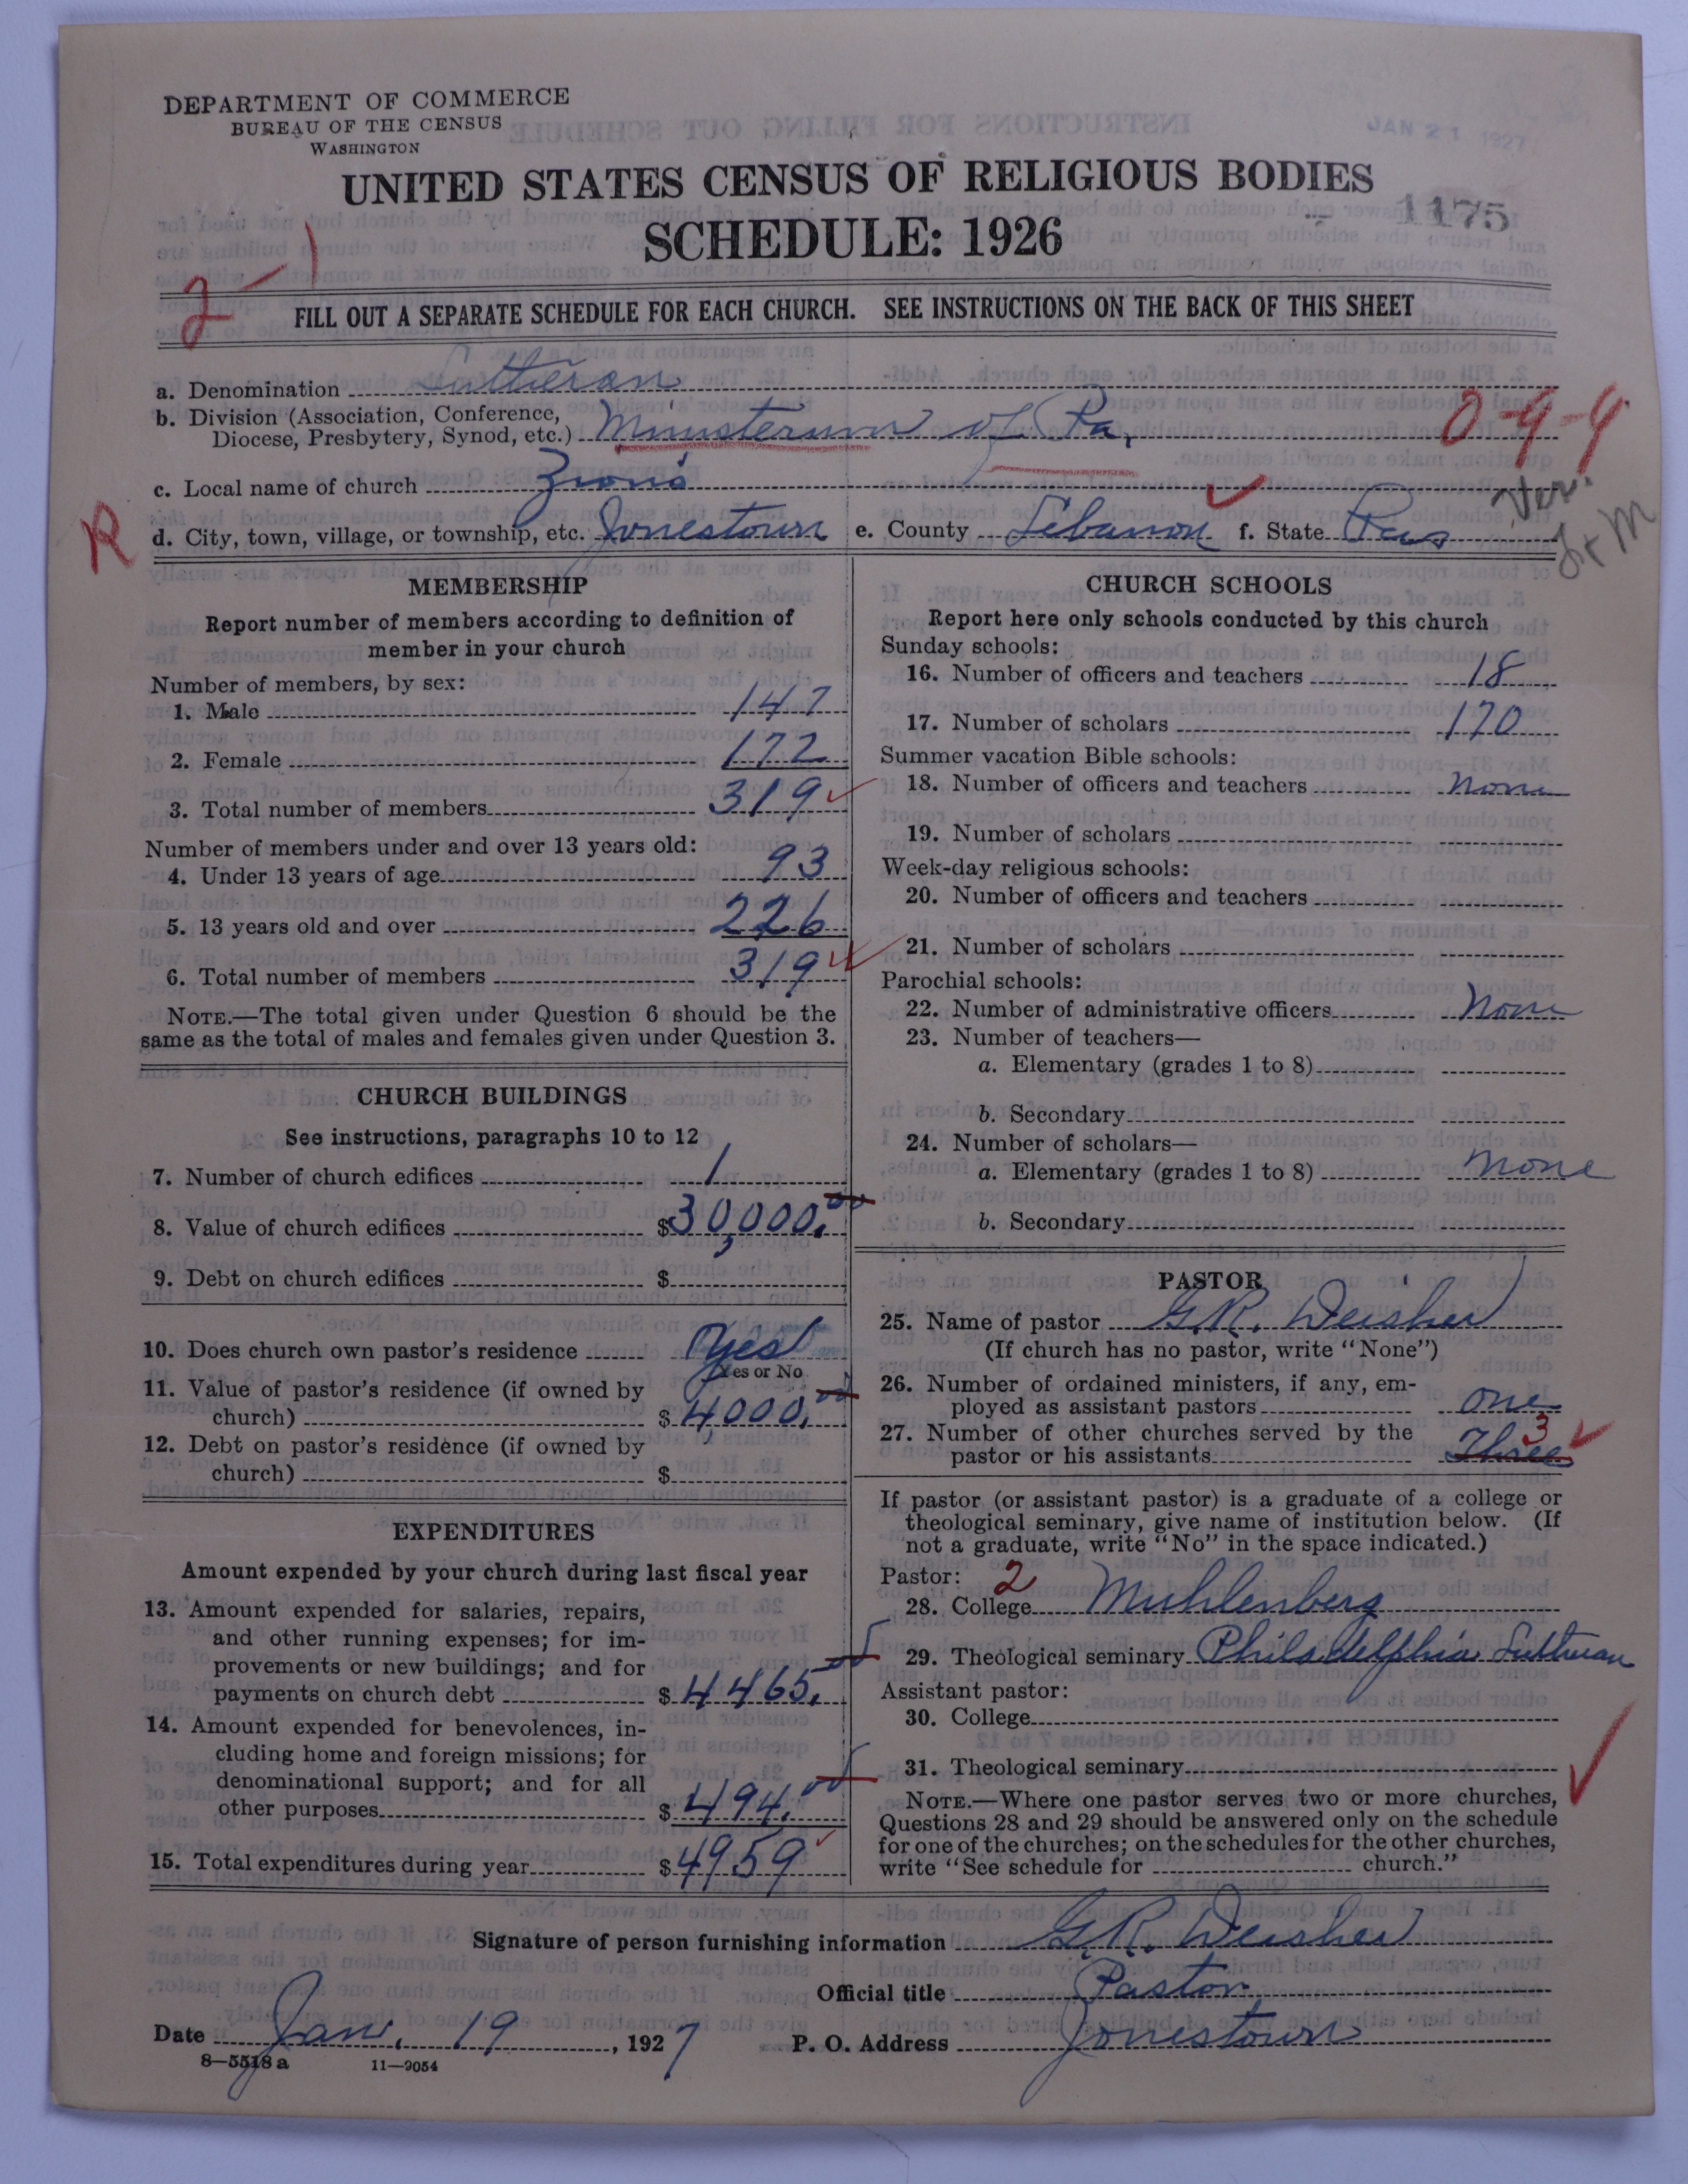 DEPARTMENT OF COMMERCE
BUREAU OF THE CENSUS
WASHINGTON
JAN 21 1927
UNITED STATES CENSUS OF RELIGIOUS BODIES
SCHEDULE: 1926
1175
2-1
FILL OUT A SEPARATE SCHEDULE FOR EACH CHURCH. SEE INSTRUCTIONS ON THE BACK OF THIS SHEET
a. Denomination Lutheran
b. Division (Association, Conference,
Diocese, Presbytery, Synod, etc.) Ministerium of Pa.
0-9-4
c. Local name of church Zions
Ver.
R
d. City, town, village, or township, etc. Jonestown e. County Lebanon f. State
MEMBERSHIP
Report number of members according to definition of
member in your church
Number of members, by sex:
1. Male 147
2. Female 172
3. Total number of members 319
Number of members under and over 13 years old:
4. Under 13 years of age 93
5. 13 years old and over 226
6. Total number of members 319
NOTE.—The total given under Question 6 should be the
same as the total of males and females given under Question 3.
CHURCH BUILDINGS
See instructions, paragraphs 10 to 12
7. Number of church edifices 1
8. Value of church edifices $30,000.00
9. Debt on church edifices $
10. Does church own pastor's residence Yes
Yes or No
11. Value of pastor's residence (if owned by
church) $4000.00
12. Debt on pastor's residence (if owned by
church) $
EXPENDITURES
Amount expended by your church during last fiscal year
13. Amount expended for salaries, repairs,
and other running expenses; for im-
provements or new buildings; and for
payments on church debt $4465.
14. Amount expended for benevolences, in-
cluding home and foreign missions; for
denominational support; and for all
other purposes $494.
15. Total expenditures during year $4959
CHURCH SCHOOLS
Report here only schools conducted by this church
Sunday schools:
16. Number of officers and teachers 18
17. Number of scholars 170
Summer vacation Bible schools:
18. Number of officers and teachers None
19. Number of scholars
Week-day religious schools:
20. Number of officers and teachers
21. Number of scholars
Parochial schools:
22. Number of administrative officers None
23. Number of teachers—
a. Elementary (grades 1 to 8)
b. Secondary
24. Number of scholars—
a. Elementary (grades 1 to 8) None
b. Secondary
PASTOR
25. Name of pastor G.R. Deisher
(If church has no pastor, write "None")
26. Number of ordained ministers, if any, em-
ployed as assistant pastors one
27. Number of other churches served by the
3
pastor or his assistants Three
If pastor (or assistant pastor) is a graduate of a college or
theological seminary, give name of institution below. (If
not a graduate, write "No" in the space indicated.)
Pastor: 2
28. College Muhlenberg
29. Theological seminary Philadelphia Lutheran
Assistant pastor:
30. College
31. Theological seminary
NOTE.—Where one pastor serves two or more churches,
Questions 28 and 29 should be answered only on the schedule
for one of the churches; on the schedules for the other churches,
write "See schedule for church."
Signature of person furnishing information G.R. Deisher
Official title Pastor
Date Jan. 19, 1927 P. O. Address Jonestown
8—5518a 11—9054